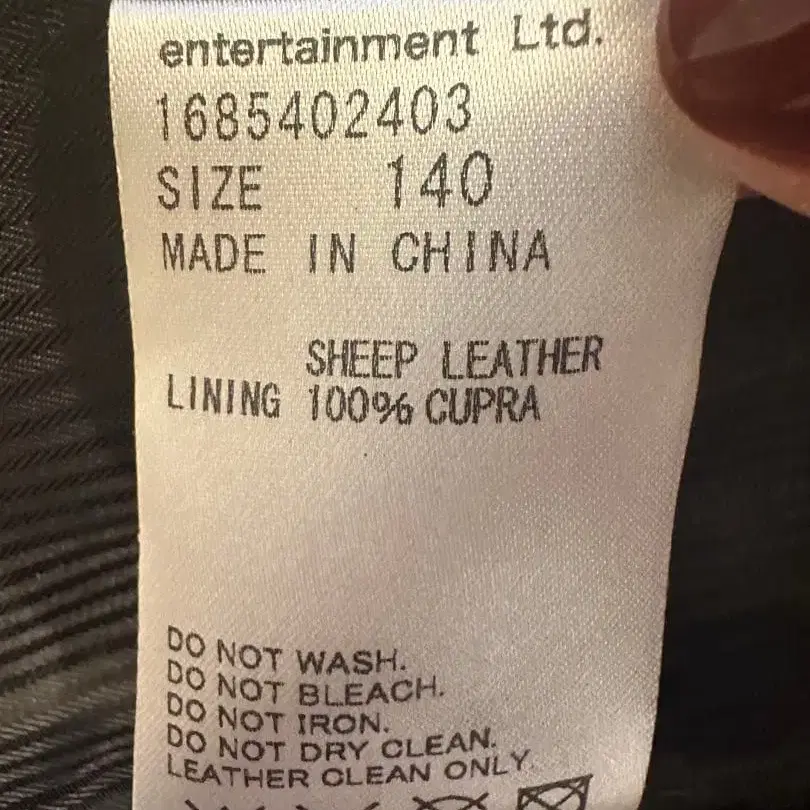 entertainment Ltd.
1685402403
SIZE 140
MADE IN CHINA
SHEEP LEATHER
LINING 100% CUPRA
DO NOT WASH.
DO NOT BLEACH.
DO NOT IRON.
DO NOT DRY CLEAN.
LEATHER CLEAN ONLY.